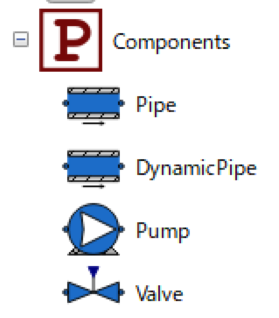 P Components
Pipe
DynamicPipe
Pump
Valve